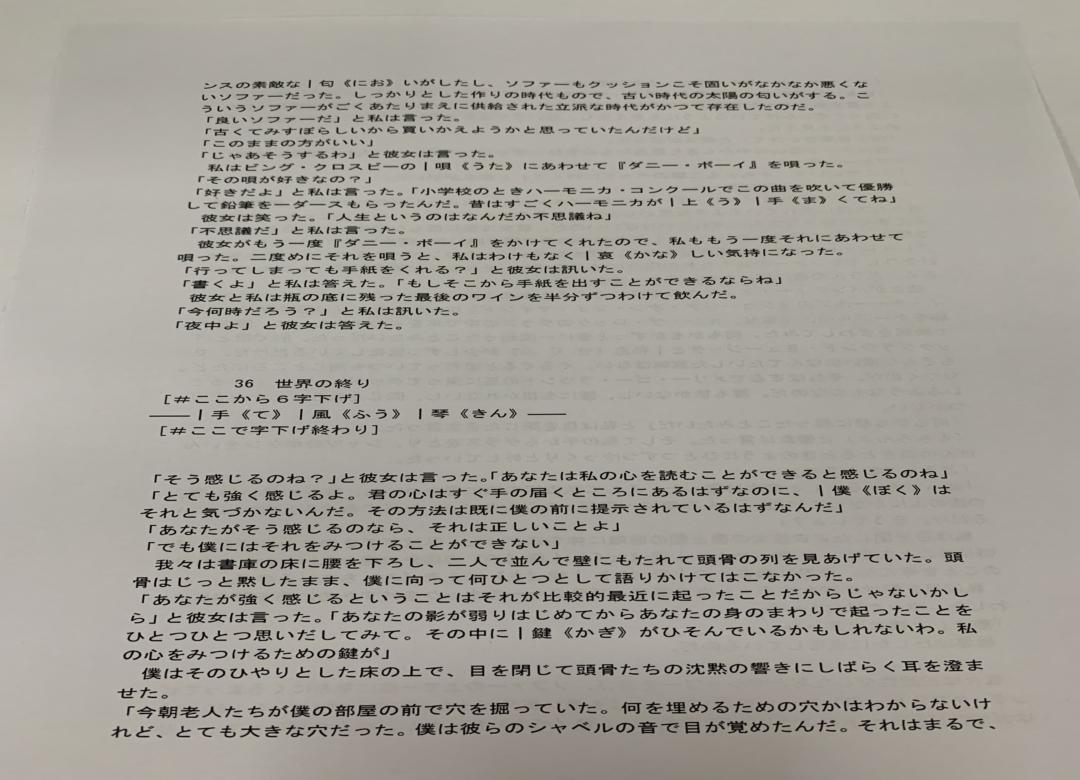 ンスの素敵な|匂《にお》いがしたし、ソファーもクッションこそ固いがなかなか悪くな
いソファーだった。しっかりとした作りの時代もので、古い時代の太陽の匂いがする。こ
ういうソファーがごくあたりまえに供給された立派な時代がかつて存在したのだ。
「良いソファーだ」と私は言った。
「古くてみすぼらしいから買いかえようかと思っていたんだけど」
「このままの方がいい」
「じゃあそうするわ」と彼女は言った。
 私はビング・クロスビーの|唄《うた》にあわせて『ダニー・ボーイ』を唄った。
「その唄が好きなの?」
「好きだよ」と私は言った。「小学校のときハーモニカ・コンクールでこの曲を吹いて優勝
して鉛筆を一ダースもらったんだ。昔はすごくハーモニカが|上《う》|手《ま》くてね」
 彼女は笑った。「人生というのはなんだか不思議ね」
「不思議だ」と私は言った。
 彼女がもう一度『ダニー・ボーイ』をかけてくれたので、私ももう一度それにあわせて
唄った。二度めにそれを唄うと、私はわけもなく|哀《かな》しい気持になった。
「行ってしまっても手紙をくれる?」と彼女は訊いた。
「書くよ」と私は答えた。「もしそこから手紙を出すことができるならね」
 彼女と私は瓶の底に残った最後のワインを半分ずつわけて飲んだ。
「今何時だろう?」と私は訊いた。
「夜中よ」と彼女は答えた。
36 世界の終り
[#ここから6字下げ]
――|手《て》|風《ふう》|琴《きん》――
[#ここで字下げ終わり]
「そう感じるのね?」と彼女は言った。「あなたは私の心を読むことができると感じるのね」
「とても強く感じるよ。君の心はすぐ手の届くところにあるはずなのに、|僕《ぼく》は
それと気づかないんだ。その方法は既に僕の前に提示されているはずなんだ」
「あなたがそう感じるのなら、それは正しいことよ」
「でも僕にはそれをみつけることができない」
 我々は書庫の床に腰を下ろし、二人で並んで壁にもたれて頭骨の列を見あげていた。頭
骨はじっと黙したまま、僕に向って何ひとつとして語りかけてはこなかった。
「あなたが強く感じるということはそれが比較的最近に起ったことだからじゃないかし
ら」と彼女は言った。「あなたの影が弱りはじめてからあなたの身のまわりで起ったことを
ひとつひとつ思いだしてみて。その中に|鍵《かぎ》がひそんでいるかもしれないわ。私
の心をみつけるための鍵が」
 僕はそのひやりとした床の上で、目を閉じて頭骨たちの沈黙の響きにしばらく耳を澄ま
せた。
「今朝老人たちが僕の部屋の前で穴を掘っていた。何を埋めるための穴かはわからないけ
れど、とても大きな穴だった。僕は彼らのシャベルの音で目が覚めたんだ。それはまるで、